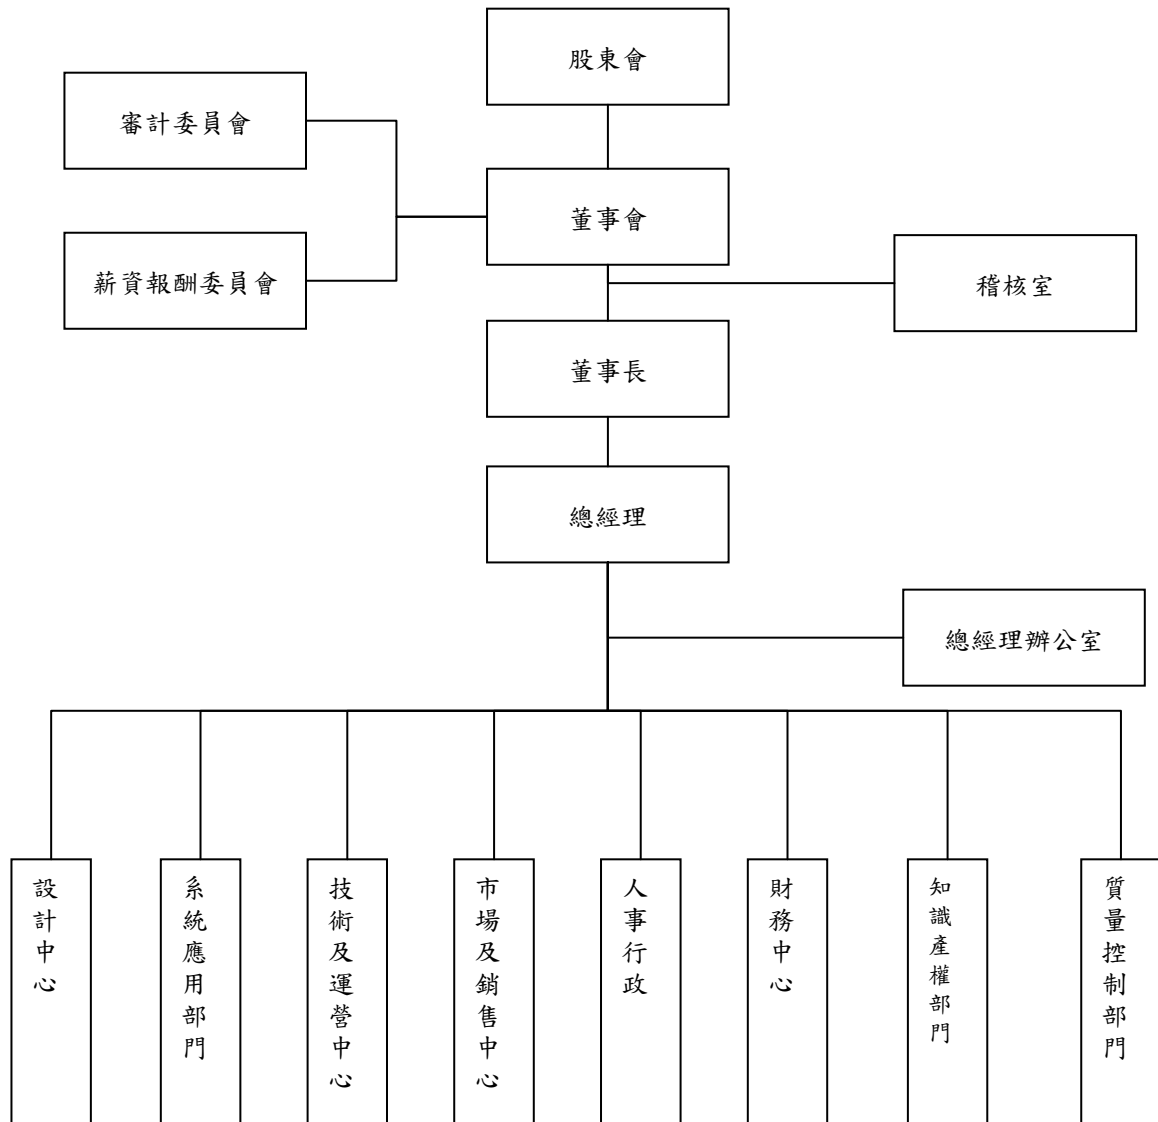 股東會
審計委員會
董事會
薪資報酬委員會
稽核室
董事長
總經理
總經理辦公室
設計中心
系統應用部門
技術及運營中心
市場及銷售中心
人事行政
財務中心
知識產權部門
質量控制部門